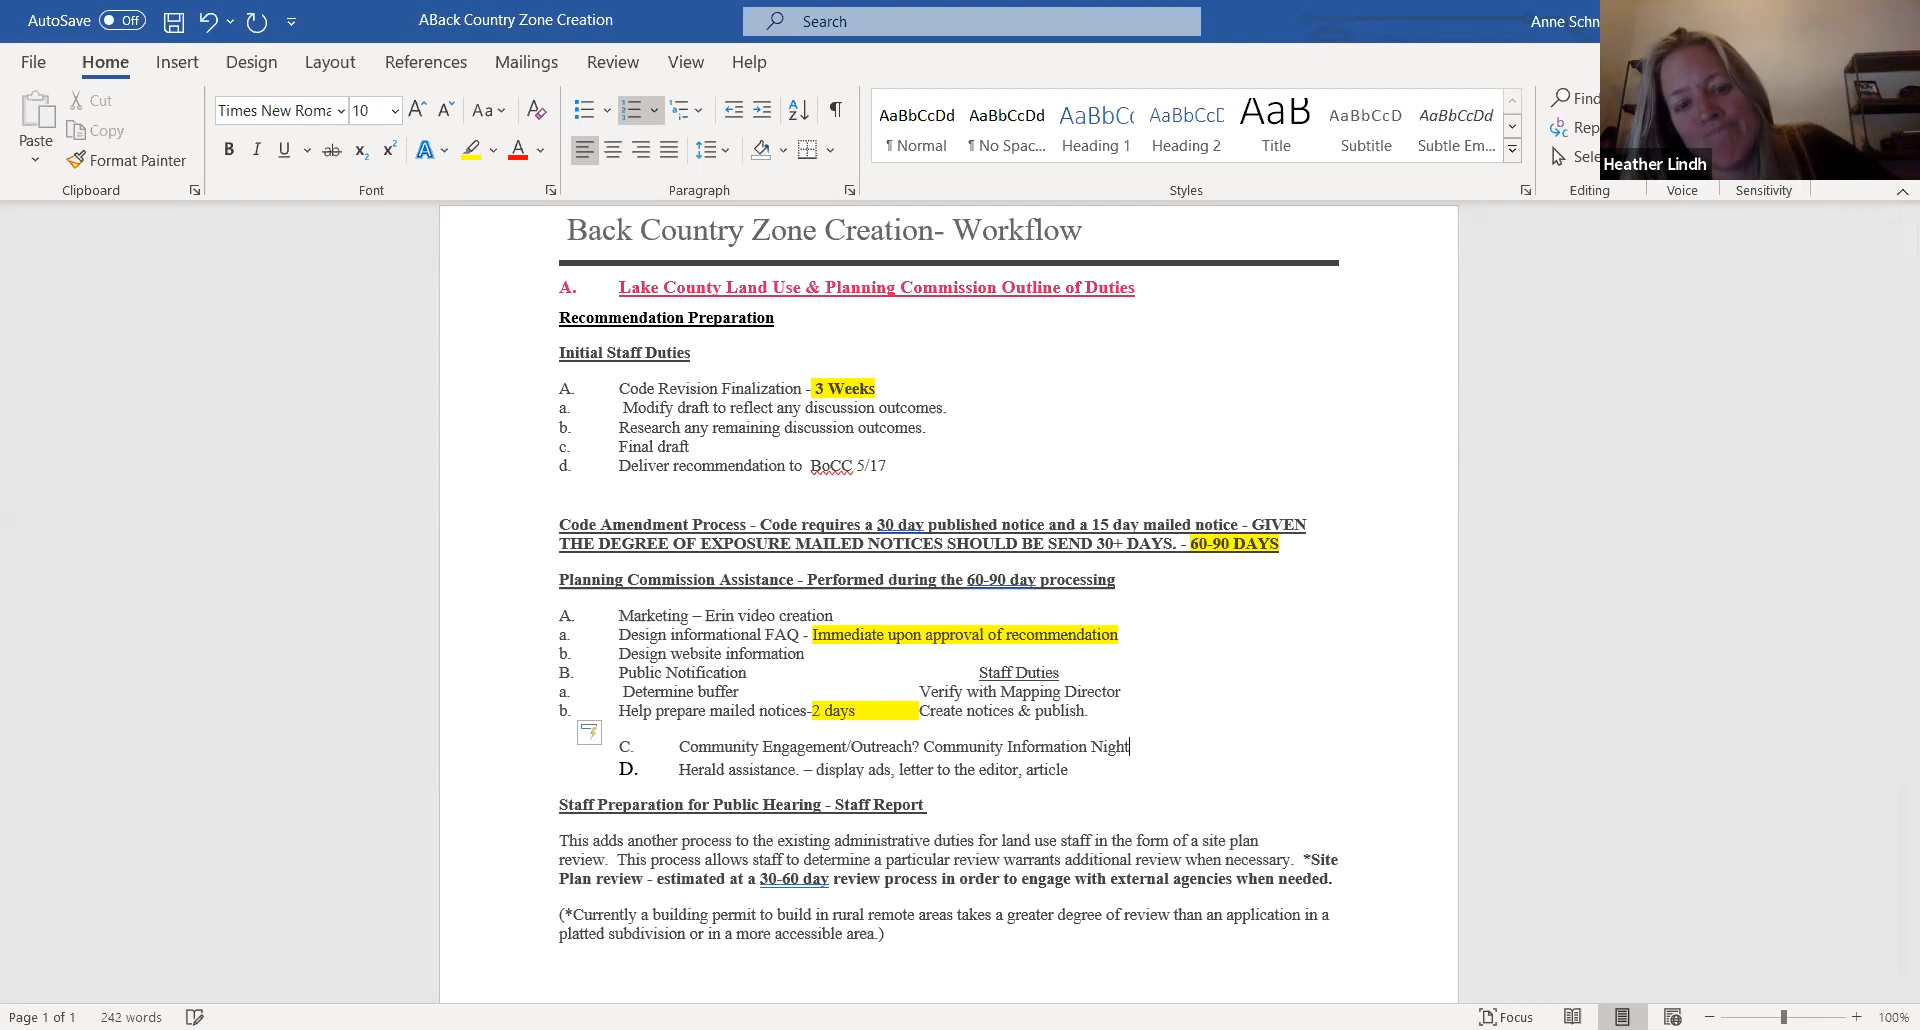 AutoSave Off ABack Country Zone Creation Search Anne Schn
File Home Insert Design Layout References Mailings Review View Help
Paste Cut Copy Format Painter
Times New Roma 10 Aa
B I U ab x2 x2 A A
AaBbCcDd AaBbCcDd AaBbCc AaBbCcD AaB AaBbCcD AaBbCcDd
¶ Normal ¶ No Spac... Heading 1 Heading 2 Title Subtitle Subtle Em...
Find
Rep
Sele
Heather Lindh
Clipboard Font Paragraph Styles Editing Voice Sensitivity
Back Country Zone Creation- Workflow
A. Lake County Land Use & Planning Commission Outline of Duties
Recommendation Preparation
Initial Staff Duties
A. Code Revision Finalization - 3 Weeks
a. Modify draft to reflect any discussion outcomes.
b. Research any remaining discussion outcomes.
c. Final draft
d. Deliver recommendation to BoCC 5/17
Code Amendment Process - Code requires a 30 day published notice and a 15 day mailed notice - GIVEN
THE DEGREE OF EXPOSURE MAILED NOTICES SHOULD BE SEND 30+ DAYS. - 60-90 DAYS
Planning Commission Assistance - Performed during the 60-90 day processing
A. Marketing – Erin video creation
a. Design informational FAQ - Immediate upon approval of recommendation
b. Design website information
B. Public Notification Staff Duties
a. Determine buffer Verify with Mapping Director
b. Help prepare mailed notices-2 days Create notices & publish.
C. Community Engagement/Outreach? Community Information Night
D. Herald assistance. – display ads, letter to the editor, article
Staff Preparation for Public Hearing - Staff Report
This adds another process to the existing administrative duties for land use staff in the form of a site plan
review. This process allows staff to determine a particular review warrants additional review when necessary. *Site
Plan review - estimated at a 30-60 day review process in order to engage with external agencies when needed.
(*Currently a building permit to build in rural remote areas takes a greater degree of review than an application in a
platted subdivision or in a more accessible area.)
Page 1 of 1 242 words Focus 100%